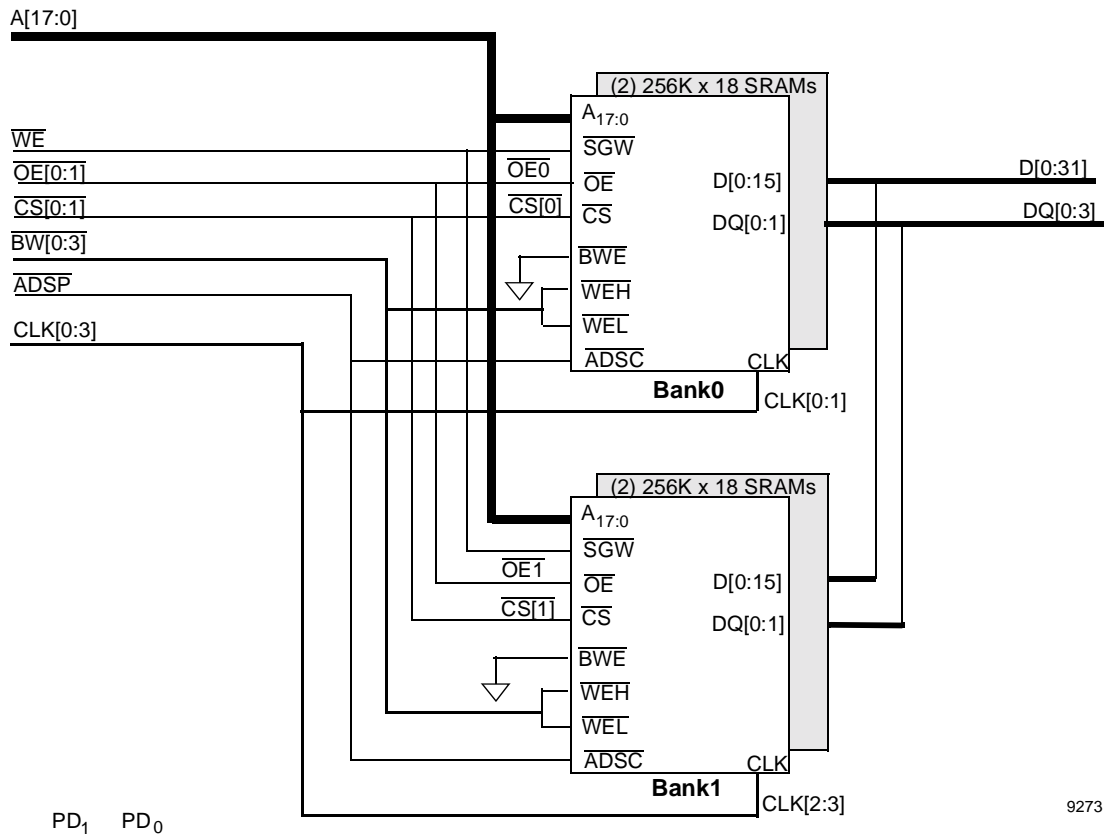 A[17:0]
WE
OE[0:1]
CS[0:1]
BW[0:3]
ADSP
CLK[0:3]
(2) 256K x 18 SRAMs
A17:0
SGW
OE0
OE
CS[0]
CS
BWE
WEH
WEL
ADSC
CLK
D[0:15]
DQ[0:1]
D[0:31]
DQ[0:3]
Bank0
CLK[0:1]
(2) 256K x 18 SRAMs
A17:0
SGW
OE1
OE
CS[1]
CS
BWE
WEH
WEL
ADSC
CLK
D[0:15]
DQ[0:1]
Bank1
CLK[2:3]
9273
PD1 PD0